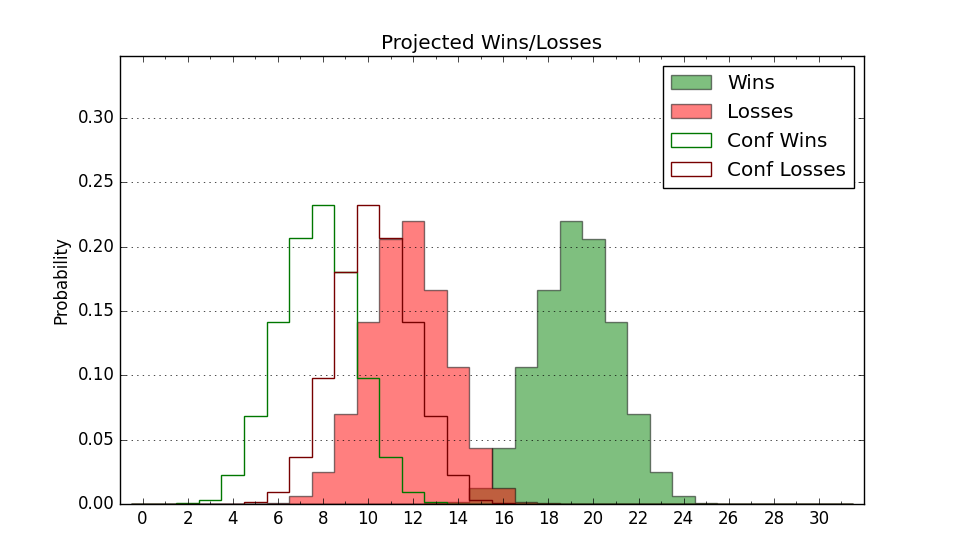 Projected Wins/Losses
Wins
Losses
Conf Wins
Conf Losses
Probability
0.30
0.25
0.20
0.15
0.10
0.05
0.00
0 2 4 6 8 10 12 14 16 18 20 22 24 26 28 30